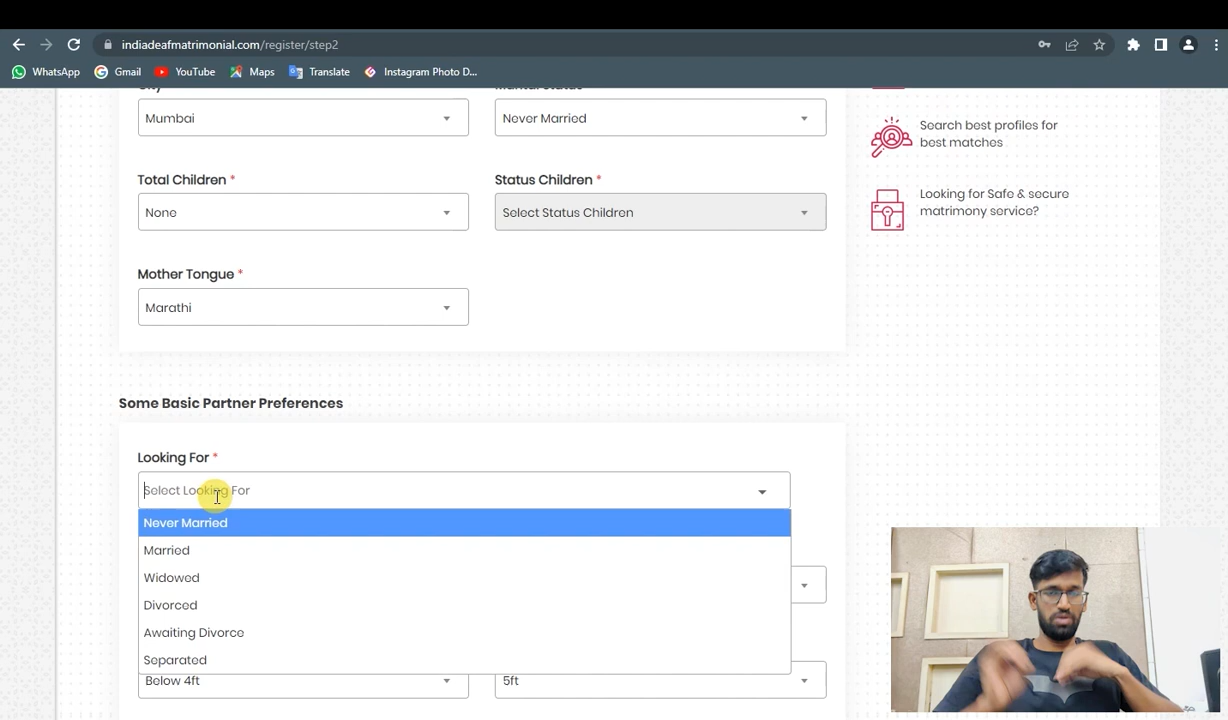 indiadeafmatrimonial.com/register/step2
WhatsApp
Gmail
YouTube
Maps
Translate
Instagram Photo D...
City
Marital Status
Mumbai
Never Married
Search best profiles for
best matches
Total Children *
Status Children *
None
Select Status Children
Looking for Safe & secure
matrimony service?
Mother Tongue *
Marathi
Some Basic Partner Preferences
Looking For *
Select Looking For
Never Married
Married
Widowed
Divorced
Awaiting Divorce
Separated
Below 4ft
5ft